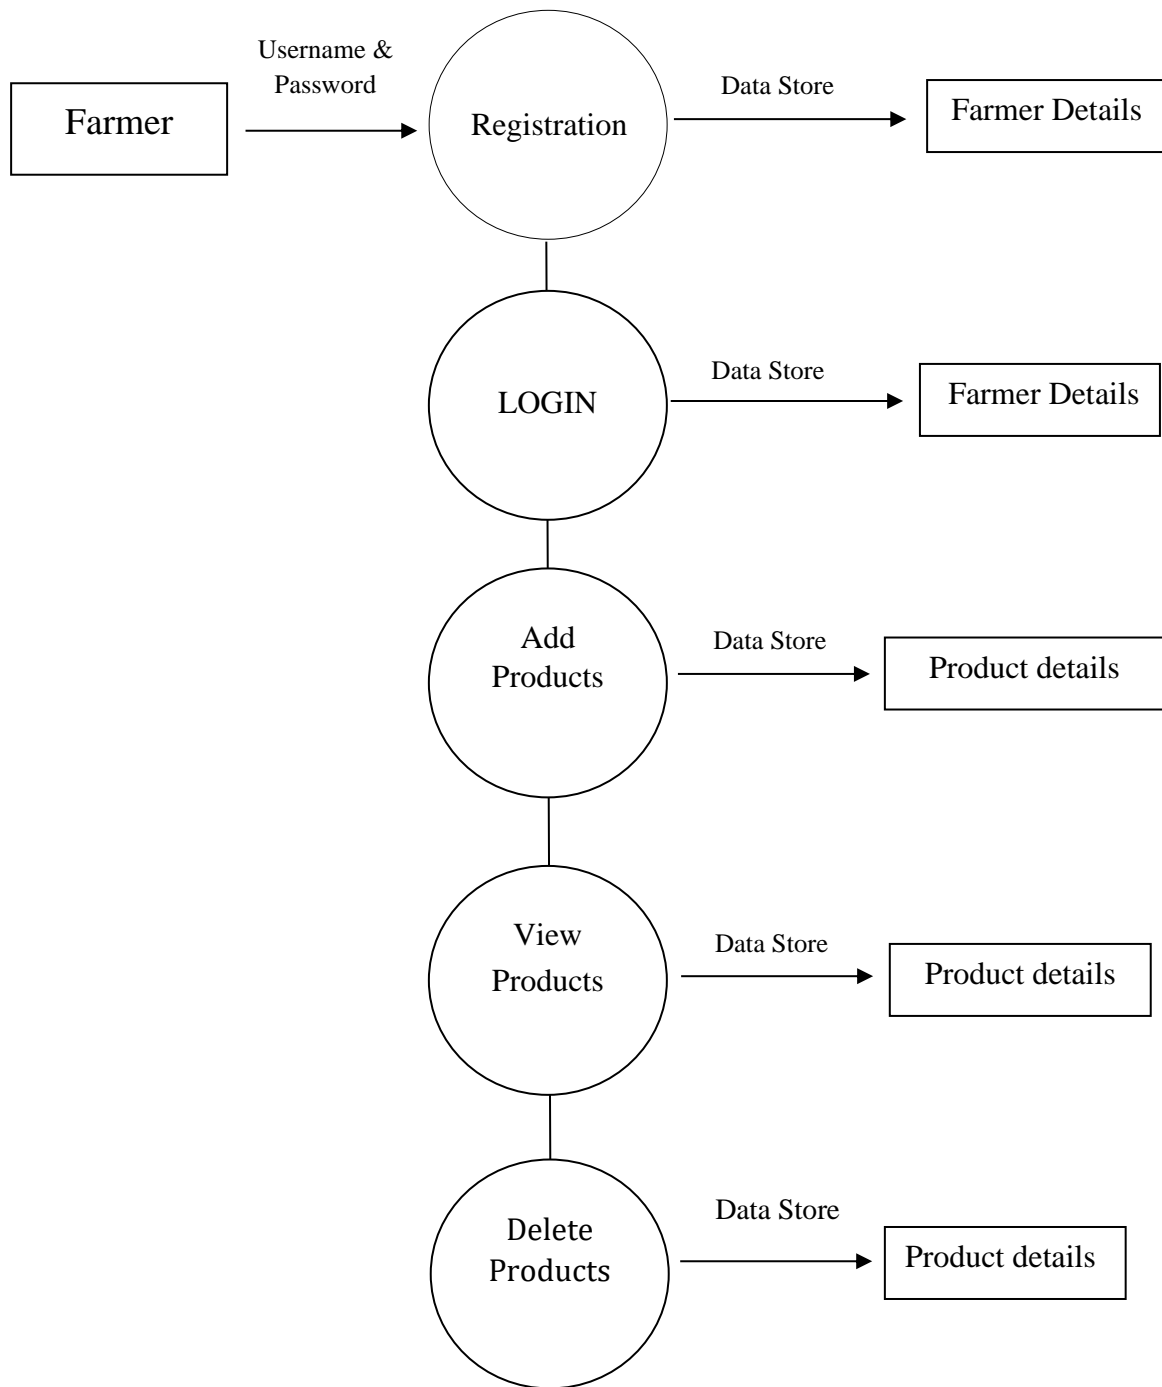 Username &
Password
Farmer
Registration
Data Store
Farmer Details
LOGIN
Data Store
Farmer Details
Add
Products
Data Store
Product details
View
Products
Data Store
Product details
Delete
Products
Data Store
Product details